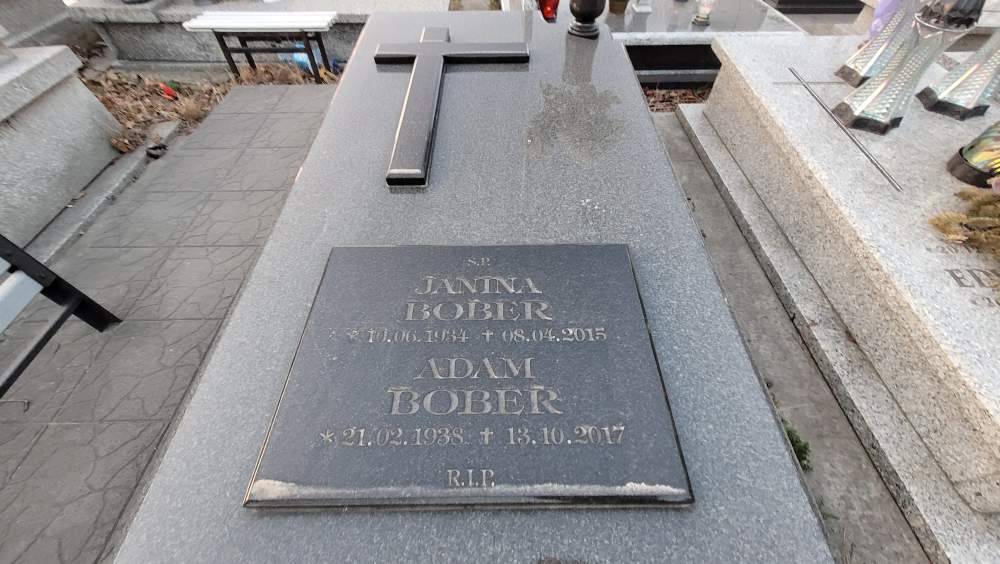 S.P.
JANINA
BOBER
*10.06.1934 ✝ 08.04.2015
ADAM
BOBER
*21.02.1938. ✝ 13.10.2017
R.I.P.